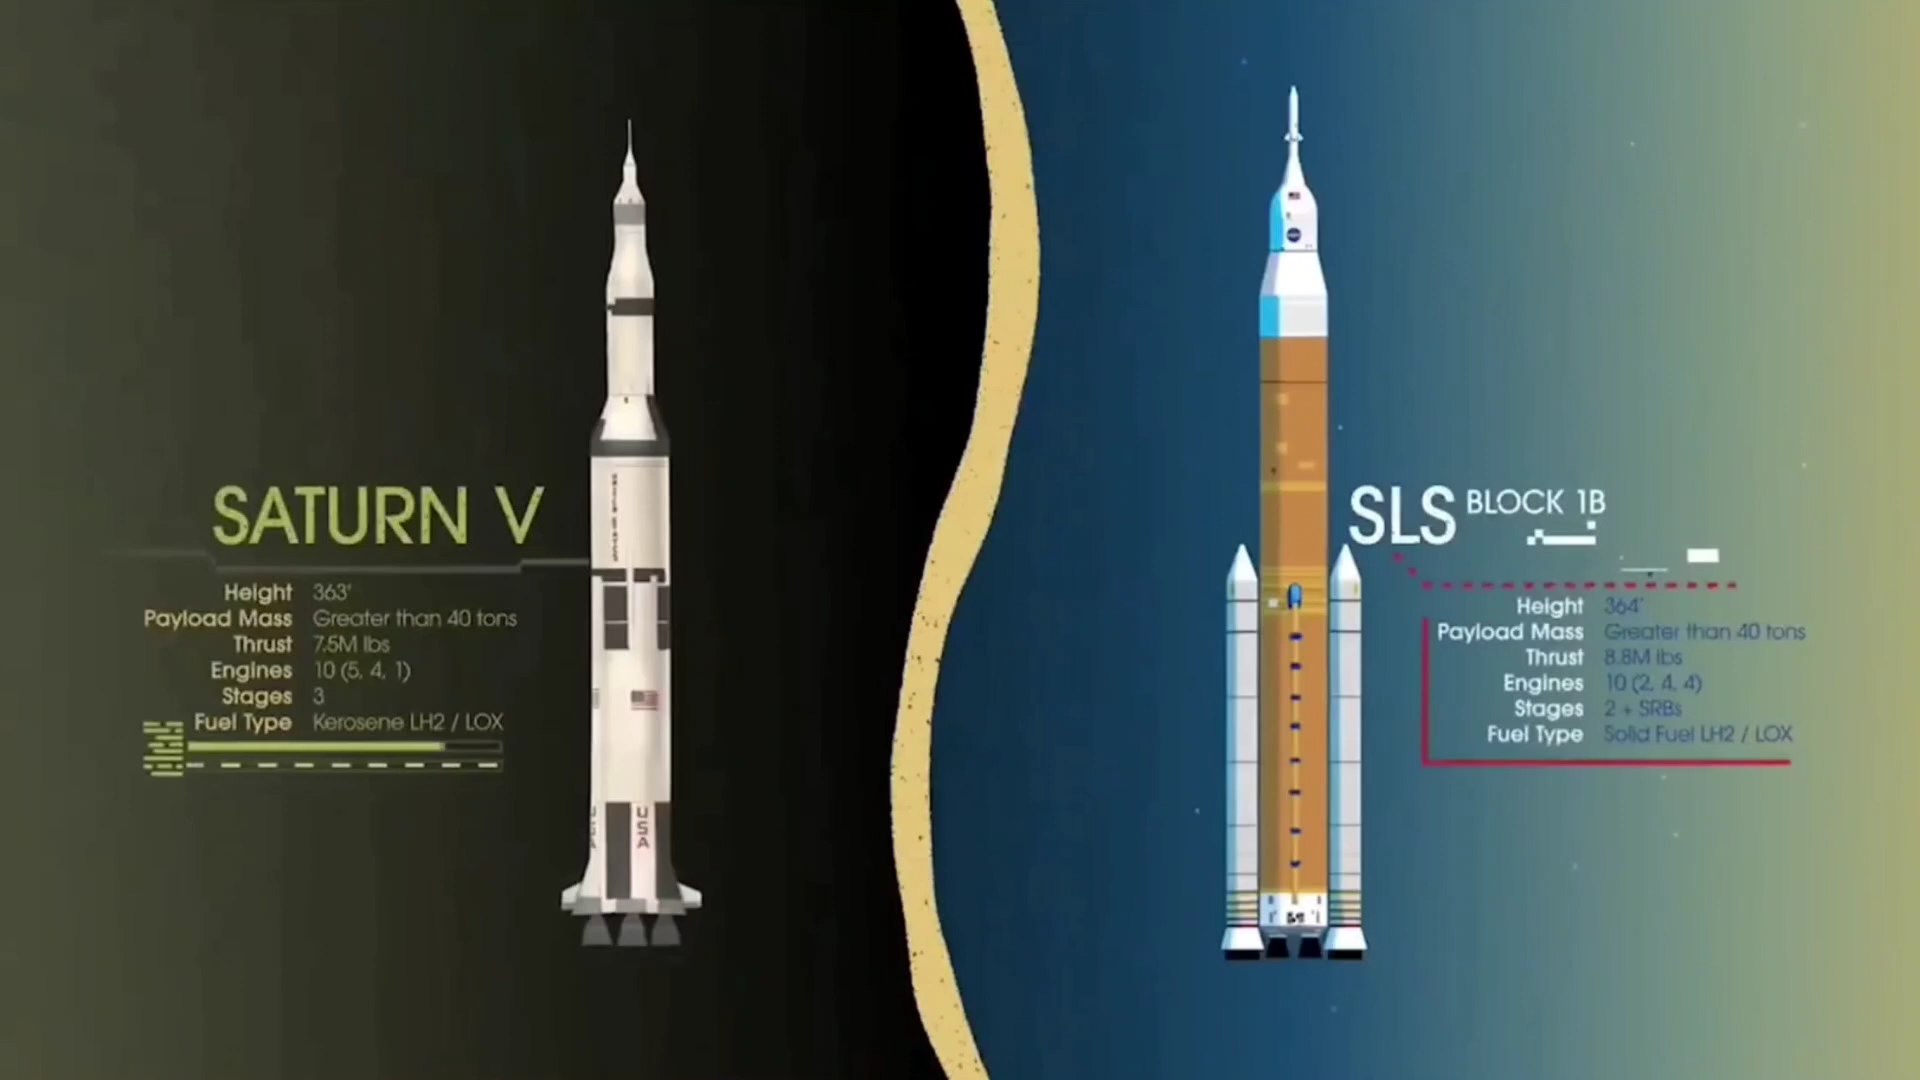 SATURN V
Height 363'
Payload Mass Greater than 40 tons
Thrust 7.5M lbs
Engines 10 (5, 4, 1)
Stages 3
Fuel Type Kerosene LH2 / LOX
USA
SLS BLOCK 1B
Height 364'
Payload Mass Greater than 40 tons
Thrust 8.8M lbs
Engines 10 (2, 4, 4)
Stages 2 + SRBs
Fuel Type Solid Fuel LH2 / LOX